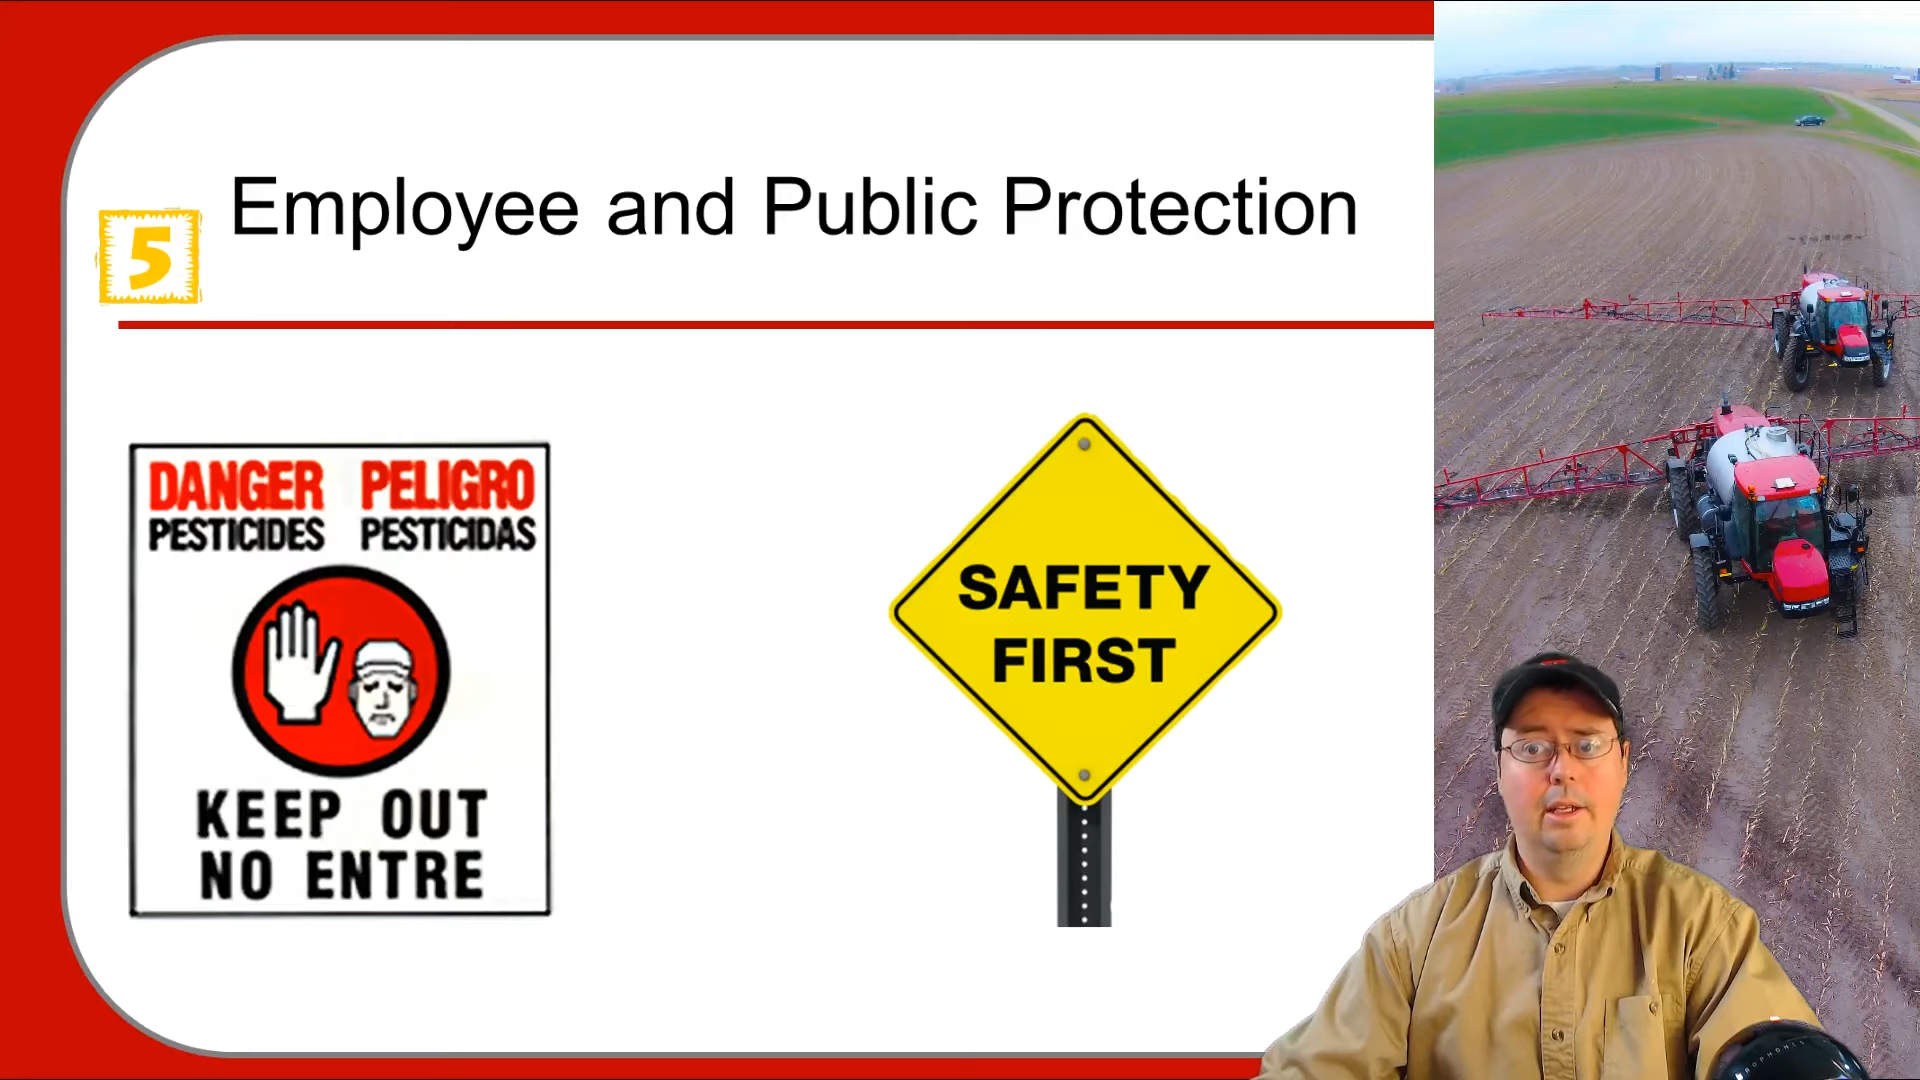 Employee and Public Protection
5
DANGER PELIGRO
PESTICIDES PESTICIDAS
KEEP OUT
NO ENTRE
SAFETY
FIRST